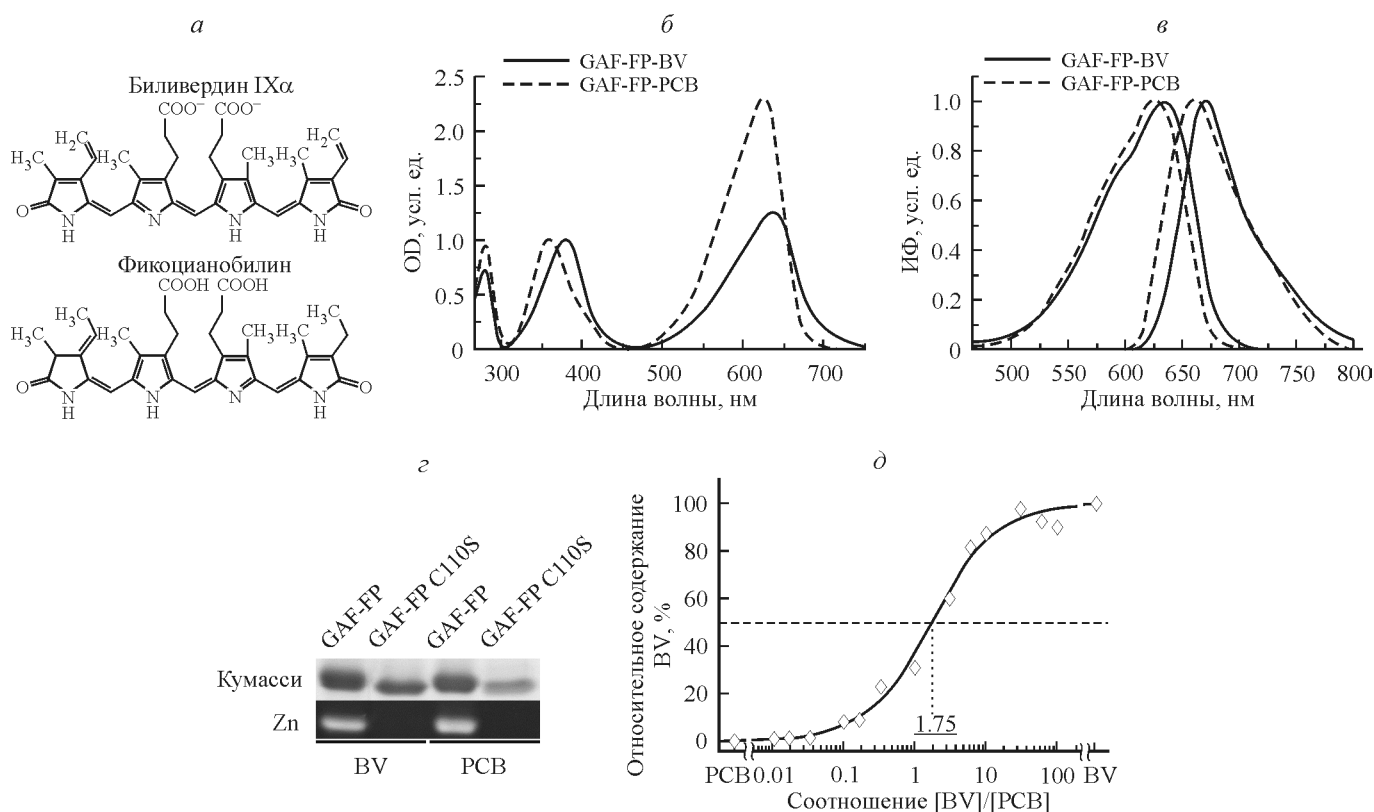 а
Биливердин IXα
COO⁻ COO⁻
H₂C H₂C
H₃C H₃C CH₃ H₃C
O N H N N H N H O
Фикоцианобилин
COOH COOH
CH₃ H₃C
H₃C H₃C CH₃ H₃C
O N H N H N N H O
б
GAF-FP-BV
GAF-FP-PCB
OD, усл. ед.
2.5
2.0
1.5
1.0
0.5
0
300 400 500 600 700
Длина волны, нм
в
GAF-FP-BV
GAF-FP-PCB
ИФ, усл. ед.
1.0
0.8
0.6
0.4
0.2
0
500 550 600 650 700 750 800
Длина волны, нм
г
GAF-FP GAF-FP C110S GAF-FP GAF-FP C110S
Кумасси
Zn
BV PCB
д
Относительное содержание
BV, %
100
80
60
40
20
0
1.75
PCB 0.01 0.1 1 10 100 BV
Соотношение [BV]/[PCB]